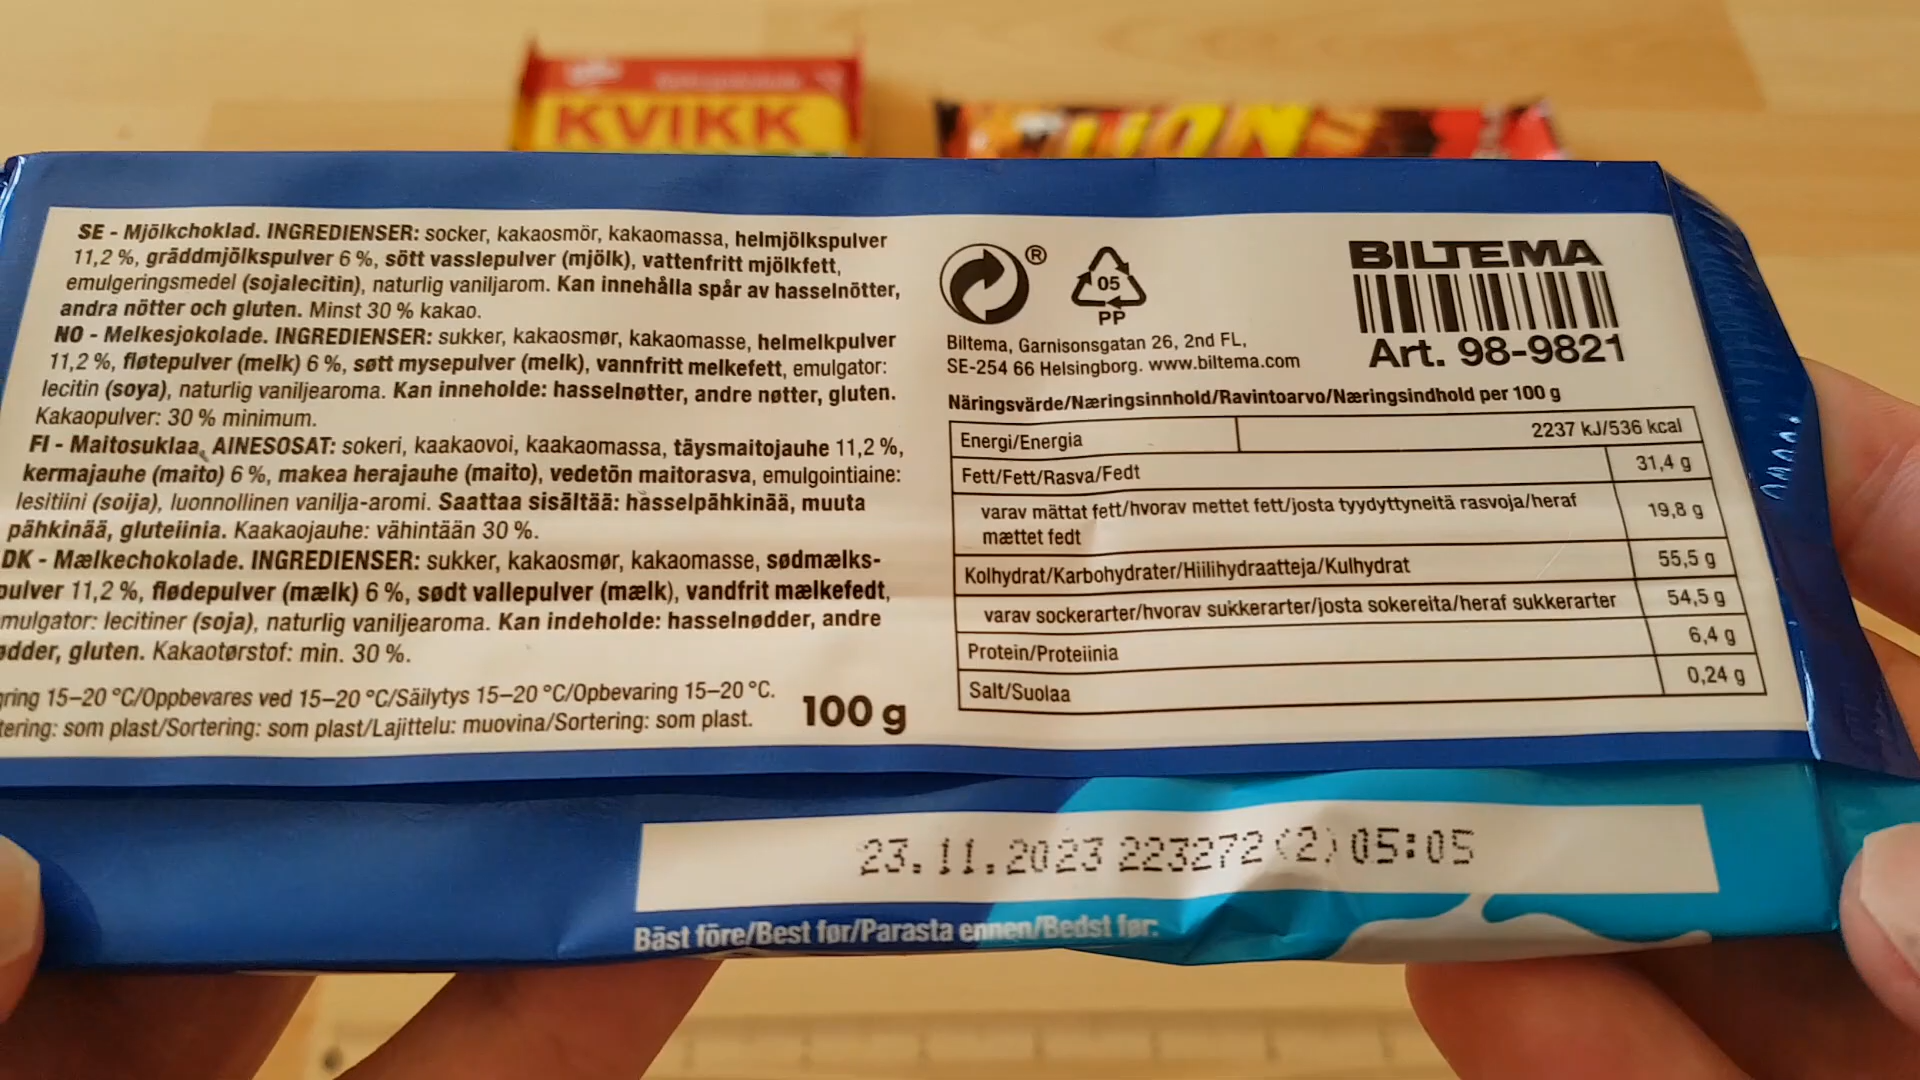 KVIKK
LION
SE - Mjölkchoklad. INGREDIENSER: socker, kakaosmör, kakaomassa, helmjölkspulver
11,2 %, gräddmjölkspulver 6 %, sött vasslepulver (mjölk), vattenfritt mjölkfett,
emulgeringsmedel (sojalecitin), naturlig vaniljarom. Kan innehålla spår av hasselnötter,
andra nötter och gluten. Minst 30 % kakao.
NO - Melkesjokolade. INGREDIENSER: sukker, kakaosmør, kakaomasse, helmelkpulver
11,2 %, fløtepulver (melk) 6 %, søtt mysepulver (melk), vannfritt melkefett, emulgator:
lecitin (soya), naturlig vaniljearoma. Kan inneholde: hasselnøtter, andre nøtter, gluten.
Kakaopulver: 30 % minimum.
FI - Maitosuklaa, AINESOSAT: sokeri, kaakaovoi, kaakaomassa, täysmaitojauhe 11,2 %,
kermajauhe (maito) 6 %, makea herajauhe (maito), vedetön maitorasva, emulgointiaine:
lesitiini (soija), luonnollinen vanilja-aromi. Saattaa sisältää: hasselpähkinää, muuta
pähkinää, gluteiinia. Kaakaojauhe: vähintään 30 %.
DK - Mælkechokolade. INGREDIENSER: sukker, kakaosmør, kakaomasse, sødmælks-
pulver 11,2 %, flødepulver (mælk) 6 %, sødt vallepulver (mælk), vandfrit mælkefedt,
mulgator: lecitiner (soja), naturlig vaniljearoma. Kan indeholde: hasselnødder, andre
ødder, gluten. Kakaotørstof: min. 30 %.
gring 15–20 °C/Oppbevares ved 15–20 °C/Säilytys 15–20 °C/Opbevaring 15–20 °C.
tering: som plast/Sortering: som plast/Lajittelu: muovina/Sortering: som plast.
100 g
®
05
PP
BILTEMA
Art. 98-9821
Biltema, Garnisonsgatan 26, 2nd FL,
SE-254 66 Helsingborg. www.biltema.com
Näringsvärde/Næringsinnhold/Ravintoarvo/Næringsindhold per 100 g
Energi/Energia 2237 kJ/536 kcal
Fett/Fett/Rasva/Fedt 31,4 g
varav mättat fett/hvorav mettet fett/josta tyydyttyneitä rasvoja/heraf
mættet fedt 19,8 g
Kolhydrat/Karbohydrater/Hiilihydraatteja/Kulhydrat 55,5 g
varav sockerarter/hvorav sukkerarter/josta sokereita/heraf sukkerarter 54,5 g
Protein/Proteiinia 6,4 g
Salt/Suolaa 0,24 g
23.11.2023 223272 (2) 05:05
Bäst före/Best før/Parasta ennen/Bedst før: